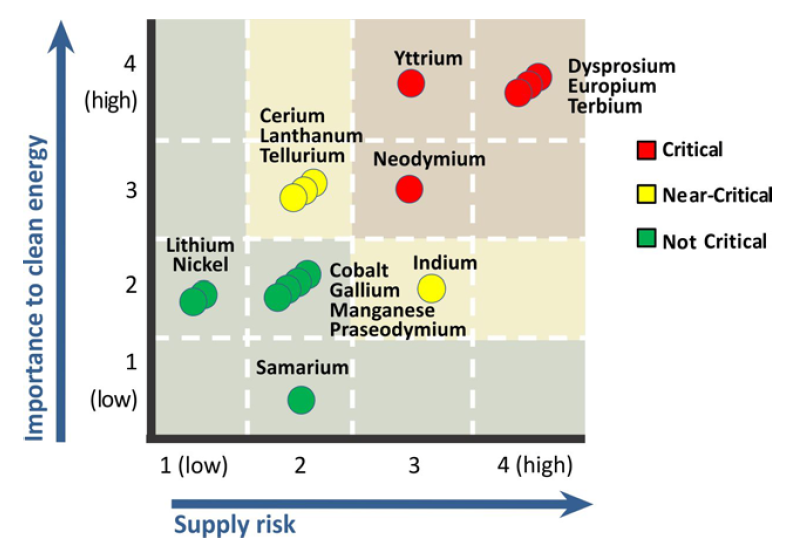 Importance to clean energy
4
(high)
3
2
1
(low)
Yttrium
Dysprosium
Europium
Terbium
Cerium
Lanthanum
Tellurium
Neodymium
Lithium
Nickel
Cobalt
Gallium
Manganese
Praseodymium
Indium
Samarium
Critical
Near-Critical
Not Critical
1 (low)
2
3
4 (high)
Supply risk